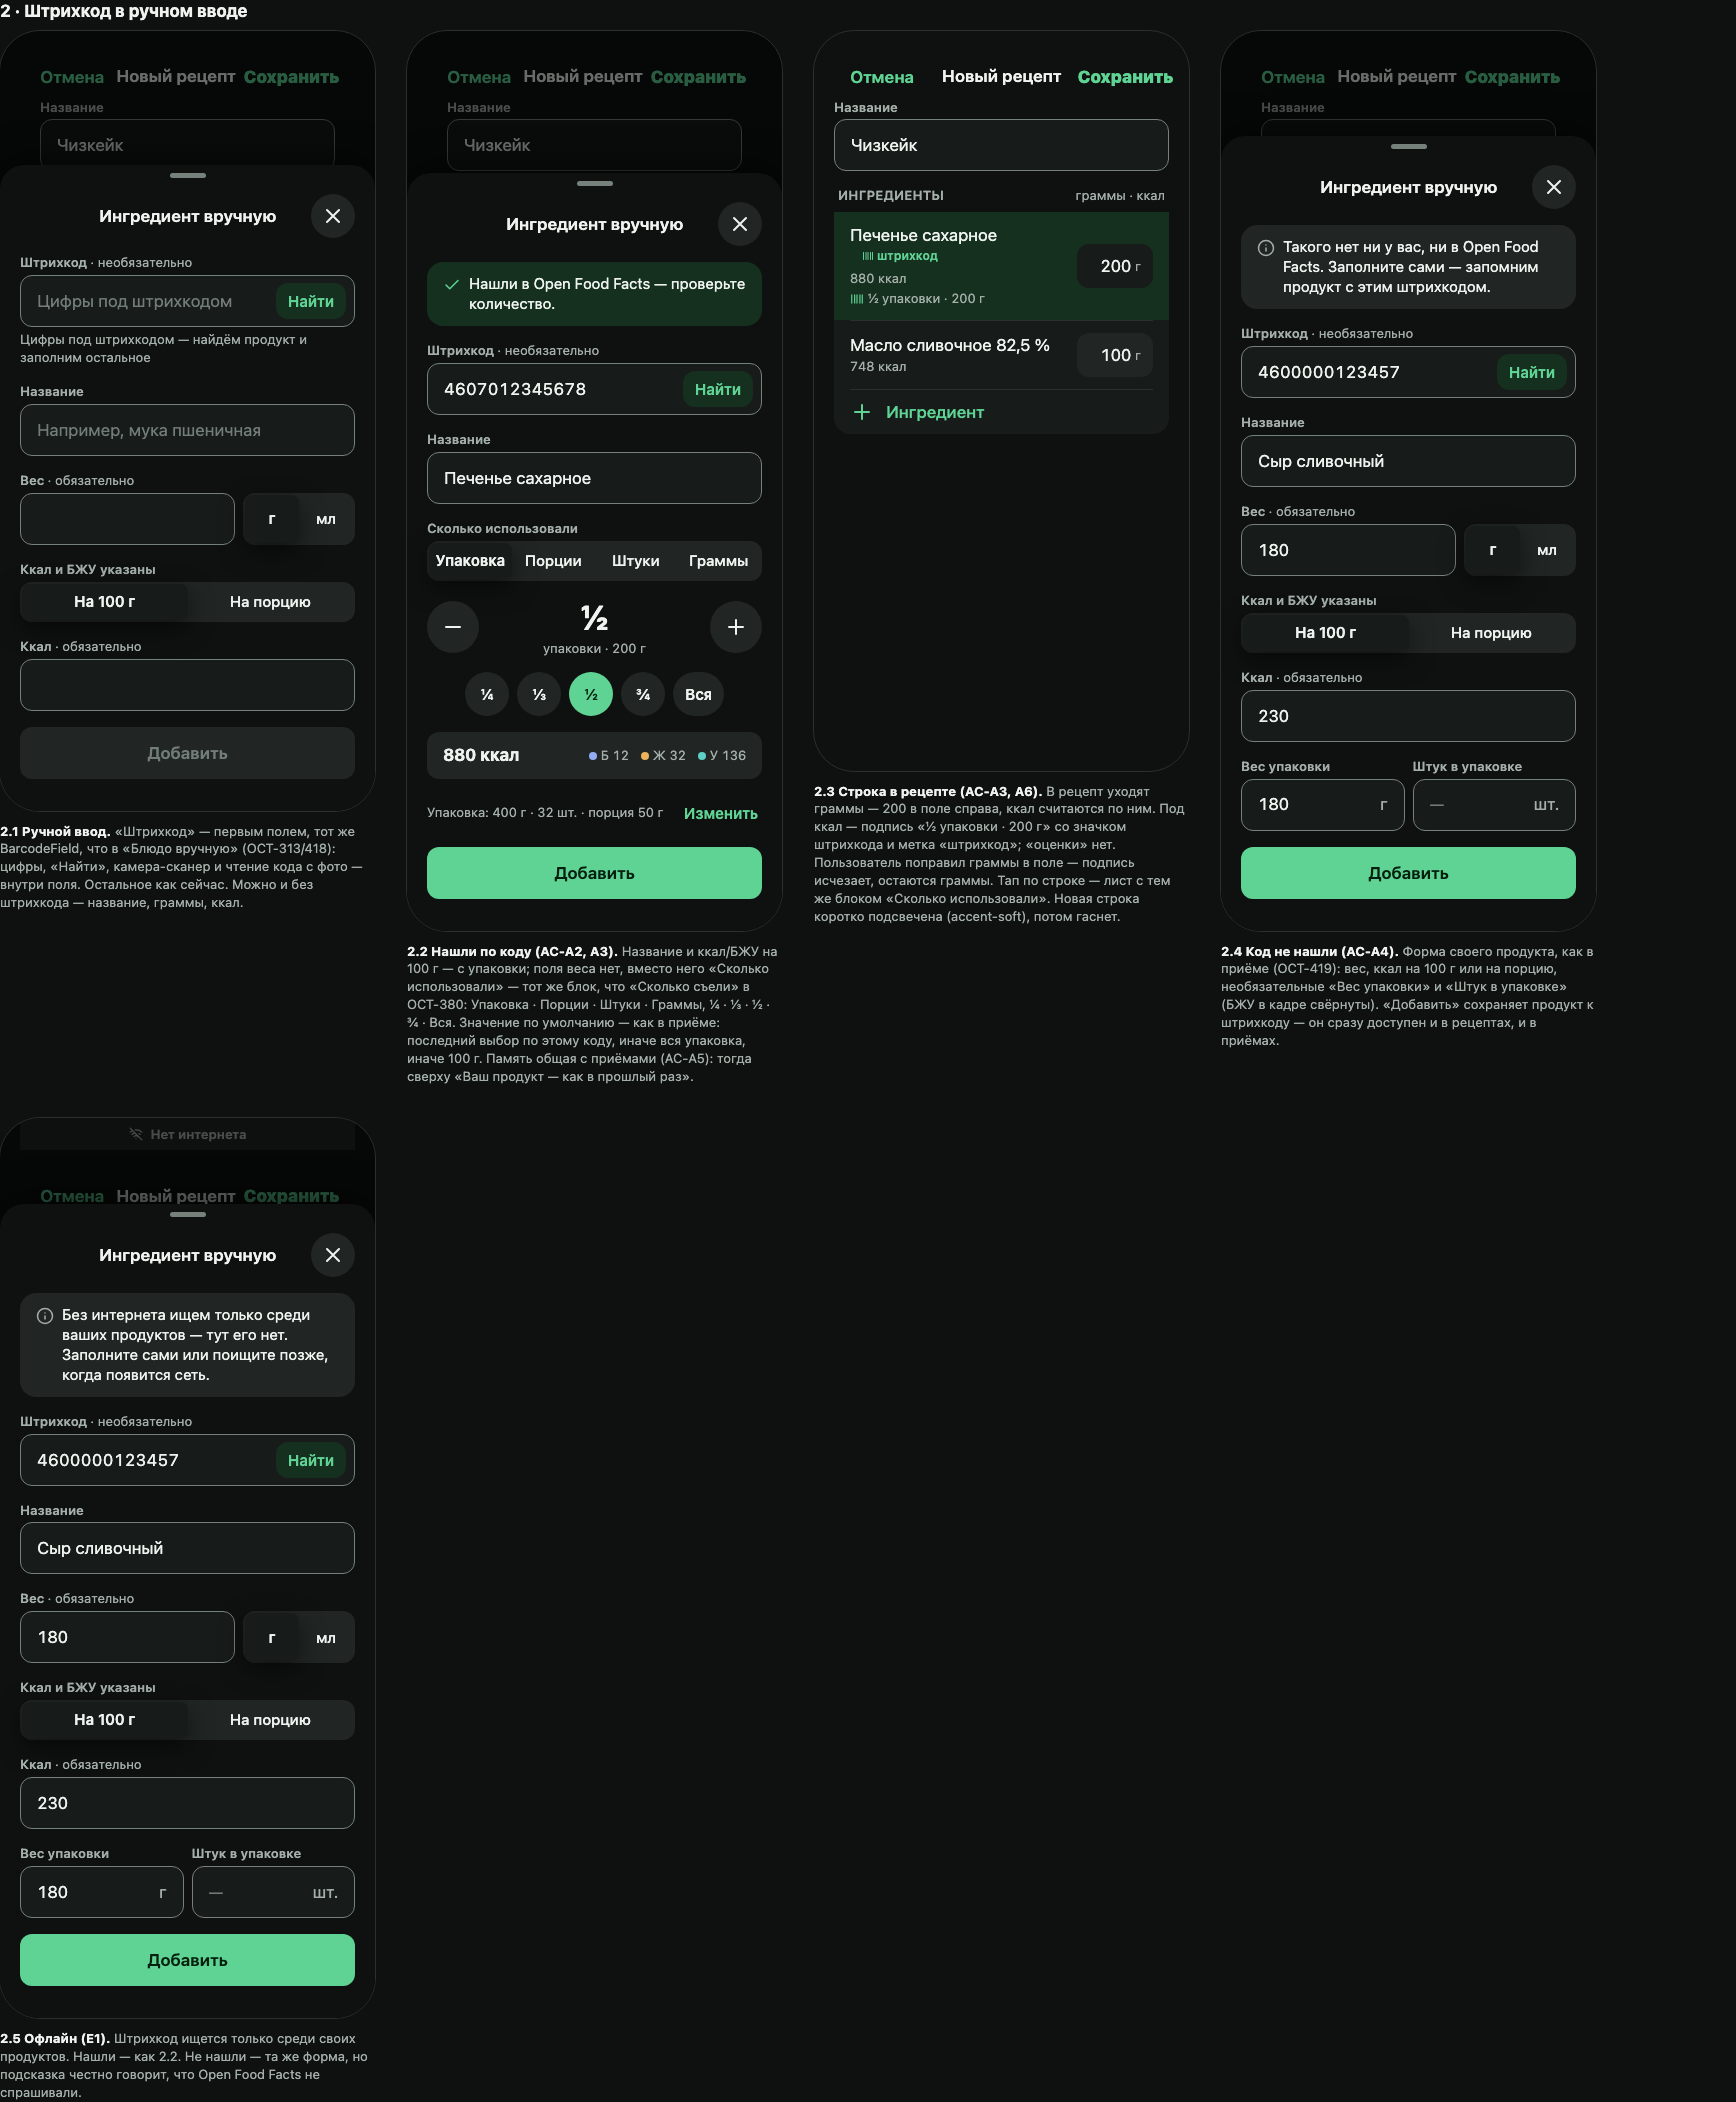 2 · Штрихкод в ручном вводе
Отмена Новый рецепт Сохранить
Название
Чизкейк
Ингредиент вручную
Штрихкод · необязательно
Цифры под штрихкодом Найти
Цифры под штрихкодом — найдём продукт и
заполним остальное
Название
Например, мука пшеничная
Вес · обязательно
г мл
Ккал и БЖУ указаны
На 100 г На порцию
Ккал · обязательно
Добавить
2.1 Ручной ввод. «Штрихкод» — первым полем, тот же
BarcodeField, что в «Блюдо вручную» (ОСТ-313/418):
цифры, «Найти», камера-сканер и чтение кода с фото —
внутри поля. Остальное как сейчас. Можно и без
штрихкода — название, граммы, ккал.
Отмена Новый рецепт Сохранить
Название
Чизкейк
Ингредиент вручную
Нашли в Open Food Facts — проверьте
количество.
Штрихкод · необязательно
4607012345678 Найти
Название
Печенье сахарное
Сколько использовали
Упаковка Порции Штуки Граммы
½
упаковки · 200 г
¼ ⅓ ½ ¾ Вся
880 ккал Б 12 Ж 32 У 136
Упаковка: 400 г · 32 шт. · порция 50 г Изменить
Добавить
2.2 Нашли по коду (AC-A2, A3). Название и ккал/БЖУ на
100 г — с упаковки; поля веса нет, вместо него «Сколько
использовали» — тот же блок, что «Сколько съели» в
ОСТ-380: Упаковка · Порции · Штуки · Граммы, ¼ · ⅓ · ½ ·
¾ · Вся. Значение по умолчанию — как в приёме:
последний выбор по этому коду, иначе вся упаковка,
иначе 100 г. Память общая с приёмами (AC-A5): тогда
сверху «Ваш продукт — как в прошлый раз».
Отмена Новый рецепт Сохранить
Название
Чизкейк
ИНГРЕДИЕНТЫ граммы · ккал
Печенье сахарное
штрихкод
880 ккал
½ упаковки · 200 г
200 г
Масло сливочное 82,5 %
748 ккал
100 г
Ингредиент
2.3 Строка в рецепте (AC-A3, A6). В рецепт уходят
граммы — 200 в поле справа, ккал считаются по ним. Под
ккал — подпись «½ упаковки · 200 г» со значком
штрихкода и метка «штрихкод»; «оценки» нет.
Пользователь поправил граммы в поле — подпись
исчезает, остаются граммы. Тап по строке — лист с тем
же блоком «Сколько использовали». Новая строка
коротко подсвечена (accent-soft), потом гаснет.
Отмена Новый рецепт Сохранить
Название
Ингредиент вручную
Такого нет ни у вас, ни в Open Food
Facts. Заполните сами — запомним
продукт с этим штрихкодом.
Штрихкод · необязательно
4600000123457 Найти
Название
Сыр сливочный
Вес · обязательно
180 г мл
Ккал и БЖУ указаны
На 100 г На порцию
Ккал · обязательно
230
Вес упаковки Штук в упаковке
180 г — шт.
Добавить
2.4 Код не нашли (AC-A4). Форма своего продукта, как в
приёме (ОСТ-419): вес, ккал на 100 г или на порцию,
необязательные «Вес упаковки» и «Штук в упаковке»
(БЖУ в кадре свёрнуты). «Добавить» сохраняет продукт к
штрихкоду — он сразу доступен и в рецептах, и в
приёмах.
Нет интернета
Отмена Новый рецепт Сохранить
Ингредиент вручную
Без интернета ищем только среди
ваших продуктов — тут его нет.
Заполните сами или поищите позже,
когда появится сеть.
Штрихкод · необязательно
4600000123457 Найти
Название
Сыр сливочный
Вес · обязательно
180 г мл
Ккал и БЖУ указаны
На 100 г На порцию
Ккал · обязательно
230
Вес упаковки Штук в упаковке
180 г — шт.
Добавить
2.5 Офлайн (E1). Штрихкод ищется только среди своих
продуктов. Нашли — как 2.2. Не нашли — та же форма, но
подсказка честно говорит, что Open Food Facts не
спрашивали.